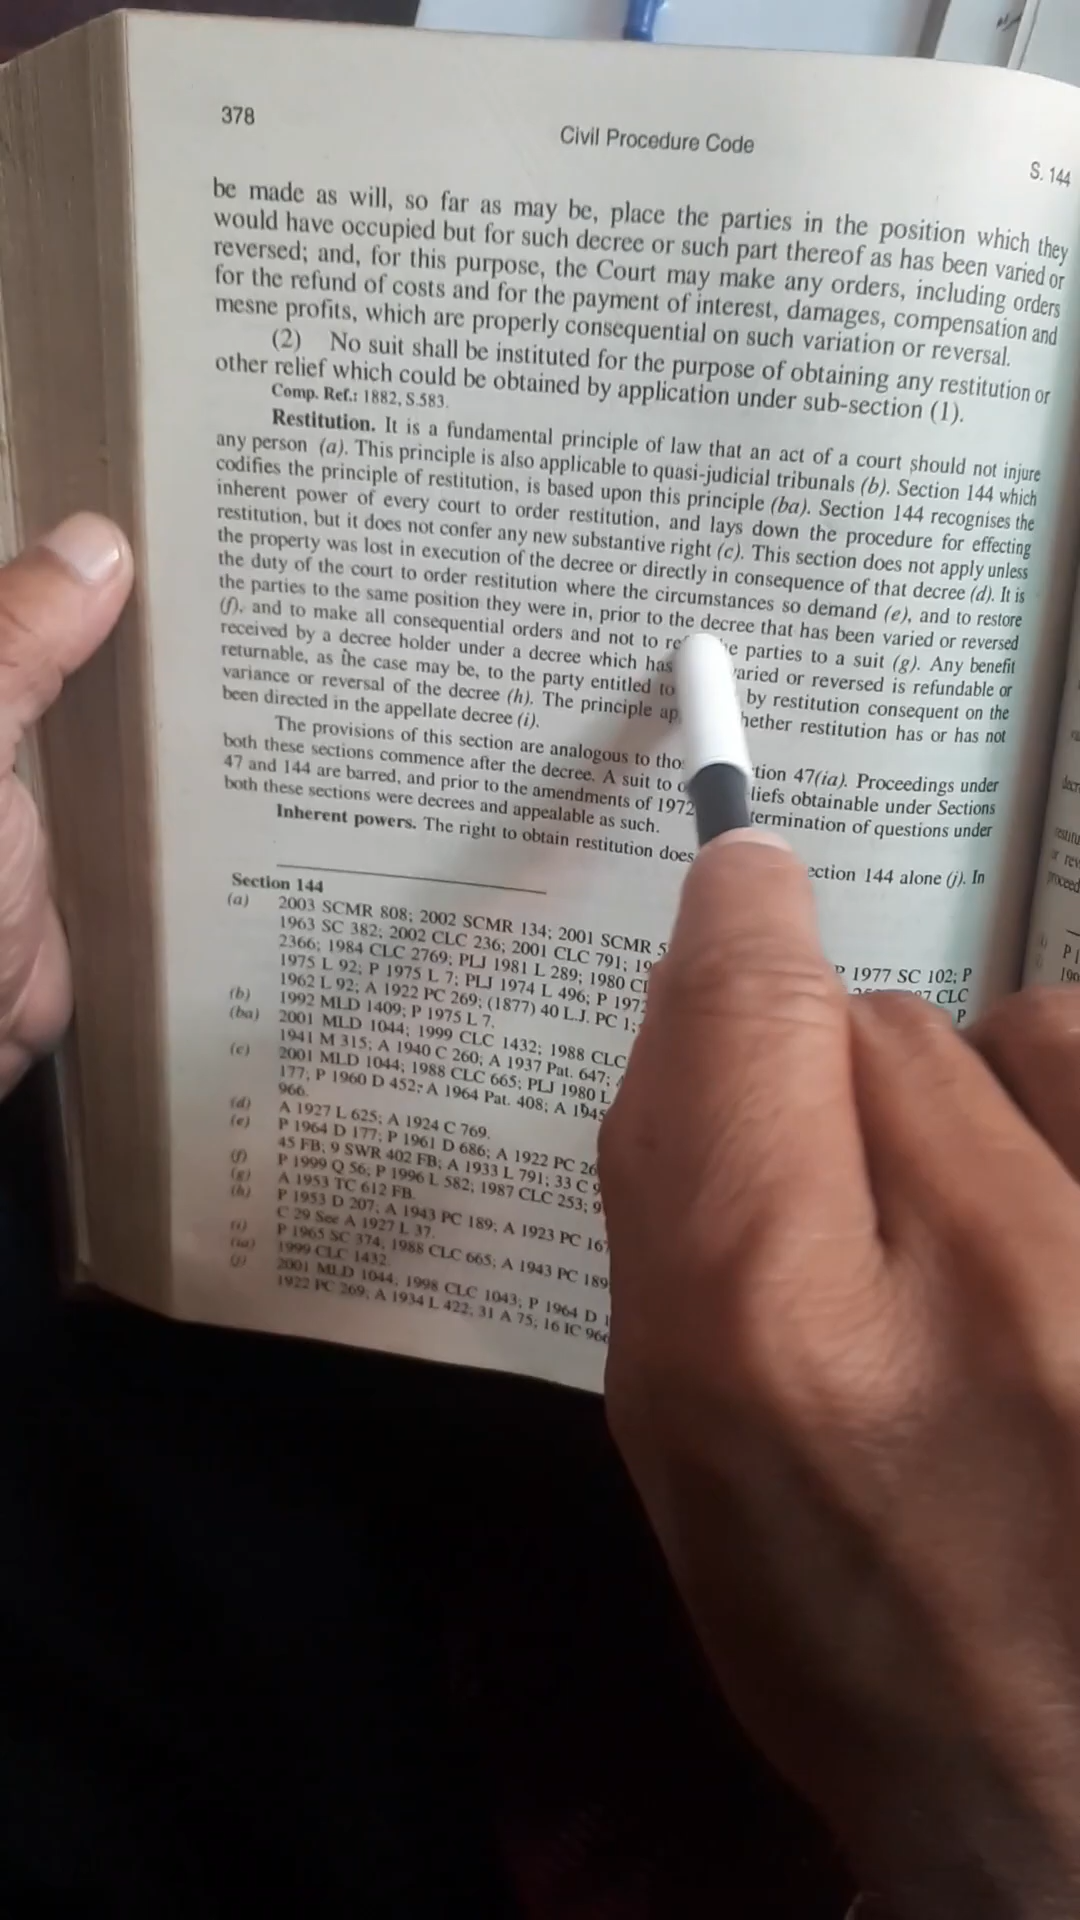 378
Civil Procedure Code
S. 144
be made as will, so far as may be, place the parties in the position which they
would have occupied but for such decree or such part thereof as has been varied or
reversed; and, for this purpose, the Court may make any orders, including orders
for the refund of costs and for the payment of interest, damages, compensation and
mesne profits, which are properly consequential on such variation or reversal.
(2) No suit shall be instituted for the purpose of obtaining any restitution or
other relief which could be obtained by application under sub-section (1).
Comp. Ref.: 1882, S.583.
Restitution. It is a fundamental principle of law that an act of a court should not injure
any person (a). This principle is also applicable to quasi-judicial tribunals (b). Section 144 which
codifies the principle of restitution, is based upon this principle (ba). Section 144 recognises the
inherent power of every court to order restitution, and lays down the procedure for effecting
restitution, but it does not confer any new substantive right (c). This section does not apply unless
the property was lost in execution of the decree or directly in consequence of that decree (d). It is
the duty of the court to order restitution where the circumstances so demand (e), and to restore
the parties to the same position they were in, prior to the decree that has been varied or reversed
(f), and to make all consequential orders and not to parties to a suit (g). Any benefit
received by a decree holder under a decree which has varied or reversed is refundable or
returnable, as the case may be, to the party entitled to by restitution consequent on the
variance or reversal of the decree (h). The principle whether restitution has or has not
been directed in the appellate decree (i).
The provisions of this section are analogous to 47(ia). Proceedings under
both these sections commence after the decree. A suit to obtainable under Sections
47 and 144 are barred, and prior to the amendments of 1972 determination of questions under
both these sections were decrees and appealable as such.
Inherent powers. The right to obtain restitution does 144 alone (j). In
Section 144
(a) 2003 SCMR 808; 2002 SCMR 134; 2001 SCMR
1963 SC 382; 2002 CLC 236; 2001 CLC 791; P 1977 SC 102; P
2366; 1984 CLC 2769; PLJ 1981 L 289; 1980 CLC
1975 L 92; P 1975 L 7; PLJ 1974 L 496; P 1972 P
1962 L 92; A 1922 PC 269; (1877) 40 L.J. PC 1;
(b) 1992 MLD 1409; P 1975 L 7.
(ba) 2001 MLD 1044; 1999 CLC 1432; 1988 CLC
1941 M 315; A 1940 C 260; A 1937 Pat. 647;
(c) 2001 MLD 1044; 1988 CLC 665; PLJ 1980 L
177; P 1960 D 452; A 1964 Pat. 408; A 1945
966.
(d) A 1927 L 625; A 1924 C 769.
(e) P 1964 D 177; P 1961 D 686; A 1922 PC
45 FB; 9 SWR 402 FB; A 1933 L 791; 33 C
(f) P 1999 Q 56; P 1996 L 582; 1987 CLC 253;
(g) A 1953 TC 612 FB.
(h) P 1953 D 207; A 1943 PC 189; A 1923 PC
C 29 See A 1927 L 37.
(i) P 1965 SC 374; 1988 CLC 665; A 1943 PC 189
(ia) 1999 CLC 1432.
(j) 2001 MLD 1044; 1998 CLC 1043; P 1964 D
1922 PC 269; A 1934 L 422; 31 A 75; 16 IC